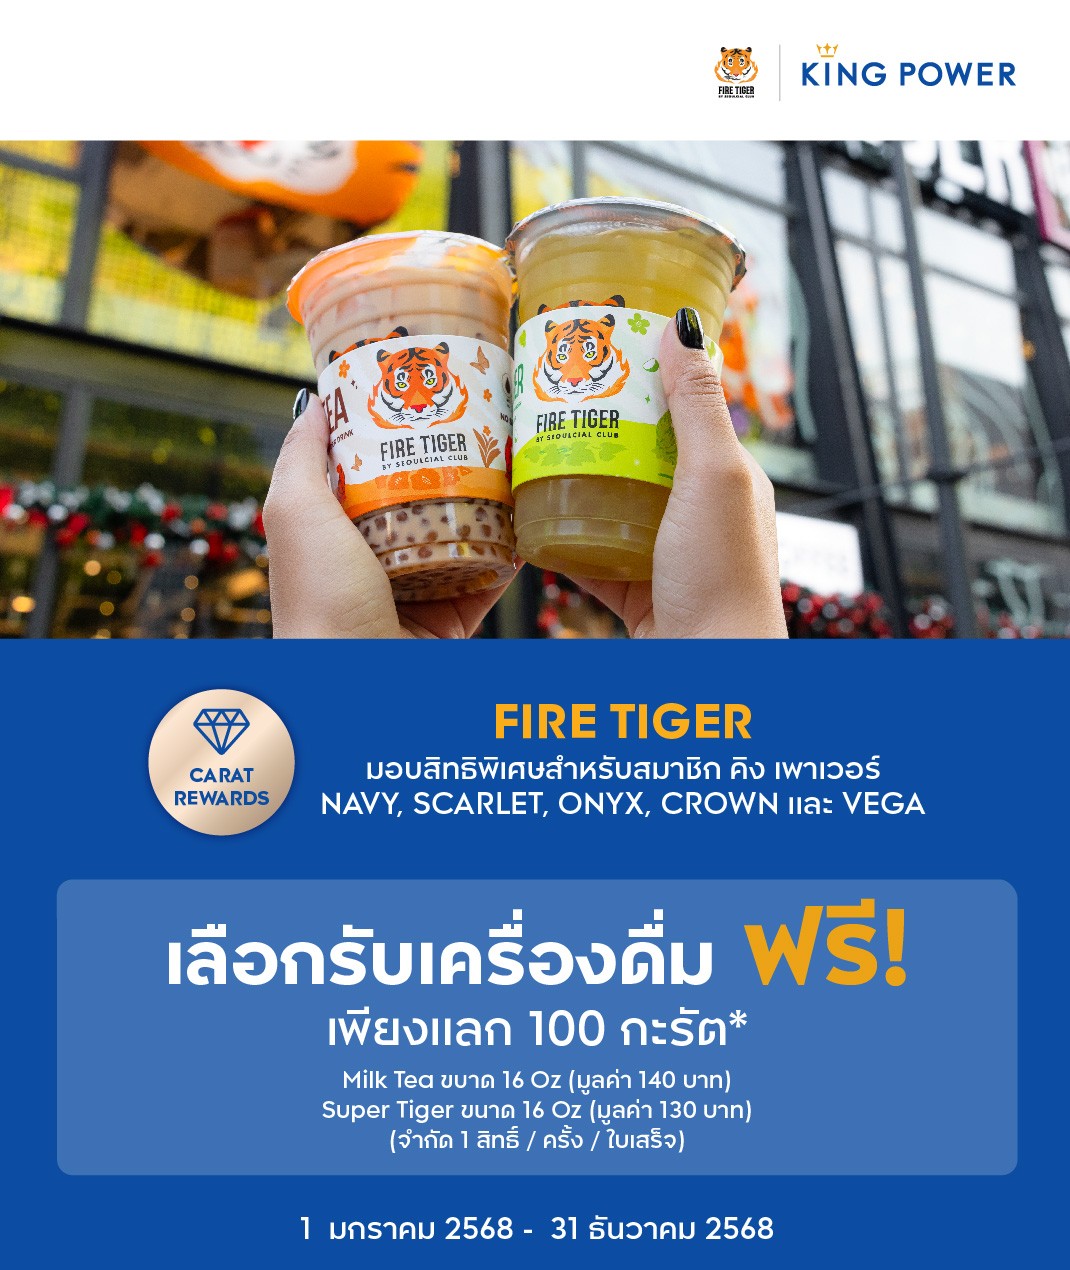 FIRE TIGER
BY SEOULCIAL CLUB
KING POWER
TEA
FIRE TIGER
BY SEOULCIAL CLUB
FIRE TIGER
BY SEOULCIAL CLUB
CARAT
REWARDS
FIRE TIGER
มอบสิทธิพิเศษสำหรับสมาชิก คิง เพาเวอร์
NAVY, SCARLET, ONYX, CROWN และ VEGA
เลือกรับเครื่องดื่ม ฟรี!
เพียงแลก 100 กะรัต*
Milk Tea ขบาด 16 Oz (มูลค่า 140 บาท)
Super Tiger ขนาด 16 Oz (มูลค่า 130 บาท)
(จำกัด 1 สิทธิ์ / ครั้ง / ใบเสร็จ)
1 มกราคม 2568 - 31 ธันวาคม 2568